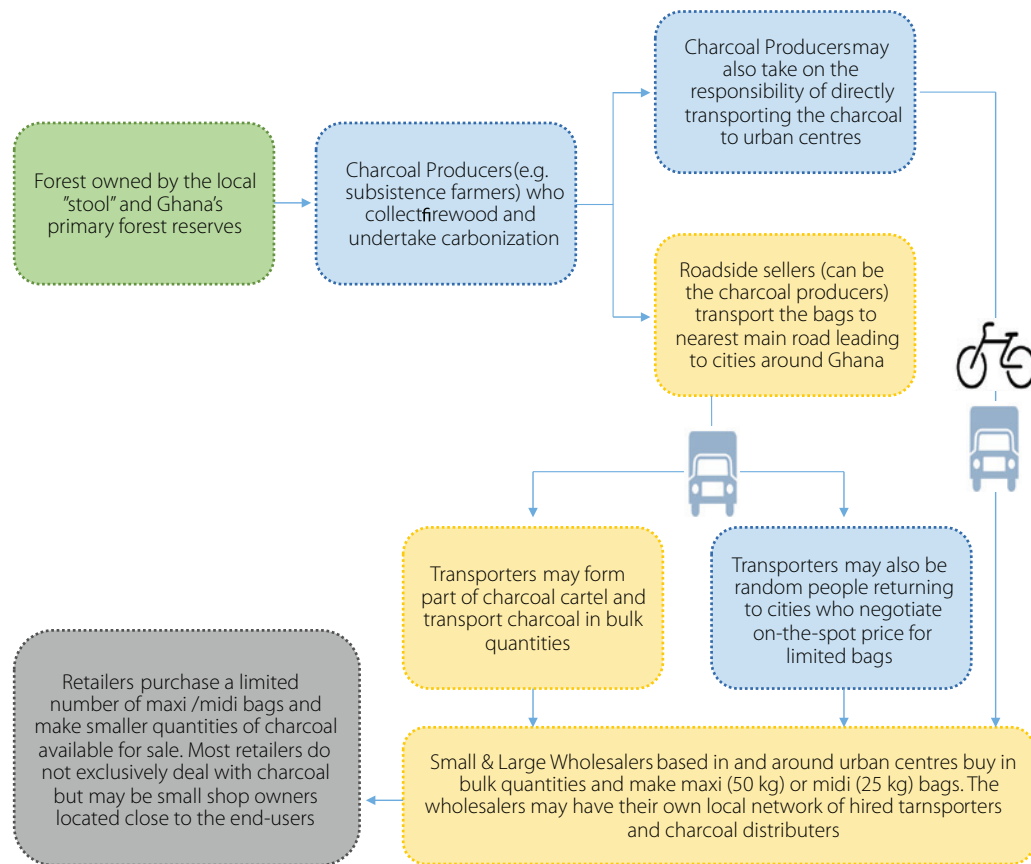 Forest owned by the local
"stool" and Ghana's
primary forest reserves
Charcoal Producers(e.g.
subsistence farmers) who
collectfirewood and
undertake carbonization
Charcoal Producersmay
also take on the
responsibility of directly
transporting the charcoal
to urban centres
Roadside sellers (can be
the charcoal producers)
transport the bags to
nearest main road leading
to cities around Ghana
Transporters may form
part of charcoal cartel and
transport charcoal in bulk
quantities
Transporters may also be
random people returning
to cities who negotiate
on-the-spot price for
limited bags
Small & Large Wholesalers based in and around urban centres buy in
bulk quantities and make maxi (50 kg) or midi (25 kg) bags. The
wholesalers may have their own local network of hired tarnsporters
and charcoal distributers
Retailers purchase a limited
number of maxi /midi bags and
make smaller quantities of charcoal
available for sale. Most retailers do
not exclusively deal with charcoal
but may be small shop owners
located close to the end-users